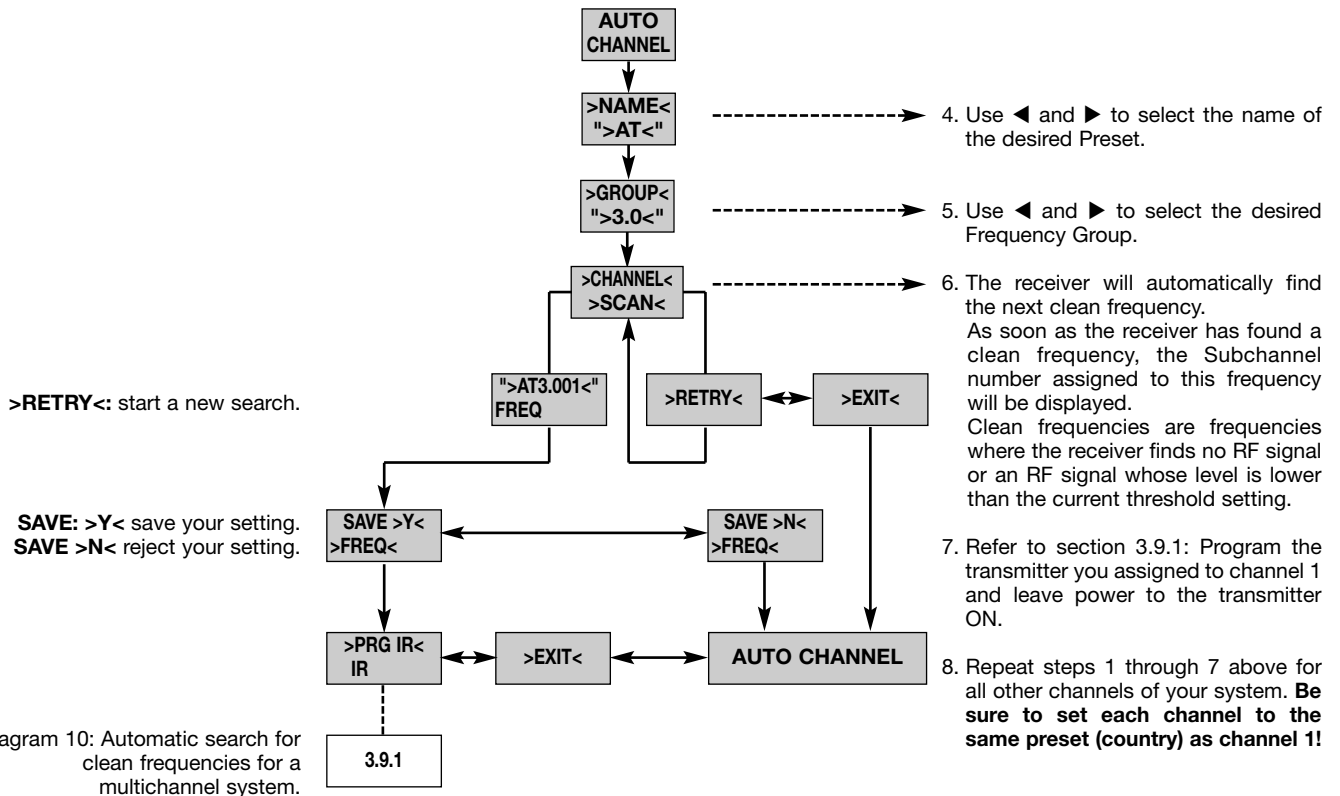 AUTO
CHANNEL
>NAME<
">AT<"
4. Use ◀ and ▶ to select the name of
the desired Preset.
>GROUP<
">3.0<"
5. Use ◀ and ▶ to select the desired
Frequency Group.
>CHANNEL<
>SCAN<
6. The receiver will automatically find
the next clean frequency.
As soon as the receiver has found a
clean frequency, the Subchannel
number assigned to this frequency
will be displayed.
Clean frequencies are frequencies
where the receiver finds no RF signal
or an RF signal whose level is lower
than the current threshold setting.
>RETRY<: start a new search.
">AT3.001<"
FREQ
>RETRY<
>EXIT<
SAVE: >Y< save your setting.
SAVE >N< reject your setting.
SAVE >Y<
>FREQ<
SAVE >N<
>FREQ<
7. Refer to section 3.9.1: Program the
transmitter you assigned to channel 1
and leave power to the transmitter
ON.
>PRG IR<
IR
>EXIT<
AUTO CHANNEL
8. Repeat steps 1 through 7 above for
all other channels of your system. Be
sure to set each channel to the
same preset (country) as channel 1!
agram 10: Automatic search for
clean frequencies for a
multichannel system.
3.9.1